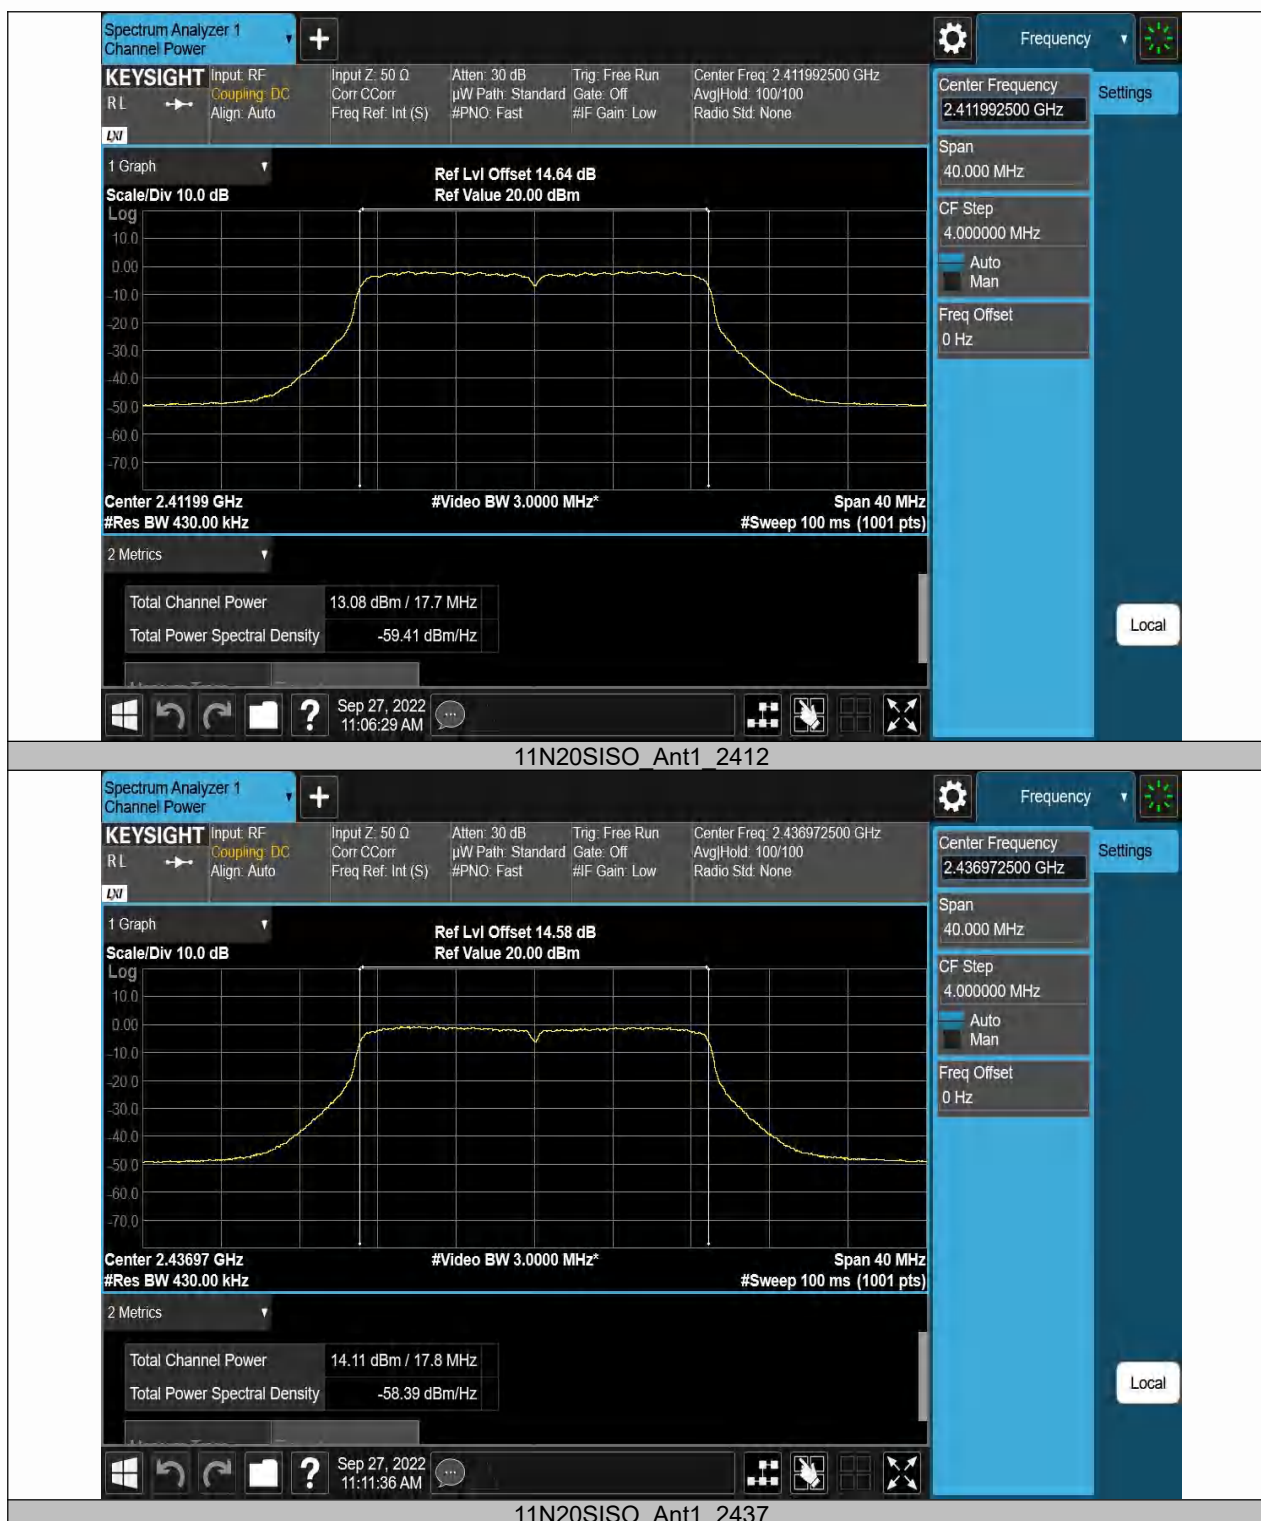 Spectrum Analyzer 1
Channel Power
Frequency
KEYSIGHT
R L
LXI
Input: RF
Coupling: DC
Align: Auto
Input Z: 50 Ω
Corr CCorr
Freq Ref: Int (S)
Atten: 30 dB
µW Path: Standard
#PNO: Fast
Trig: Free Run
Gate: Off
#IF Gain: Low
Center Freq: 2.411992500 GHz
Avg|Hold: 100/100
Radio Std: None
Center Frequency
2.411992500 GHz
Settings
Span
40.000 MHz
CF Step
4.000000 MHz
Auto
Man
Freq Offset
0 Hz
1 Graph
Scale/Div 10.0 dB
Ref Lvl Offset 14.64 dB
Ref Value 20.00 dBm
Log
10.0
0.00
-10.0
-20.0
-30.0
-40.0
-50.0
-60.0
-70.0
Center 2.41199 GHz
#Res BW 430.00 kHz
#Video BW 3.0000 MHz*
Span 40 MHz
#Sweep 100 ms (1001 pts)
2 Metrics
Total Channel Power 13.08 dBm / 17.7 MHz
Total Power Spectral Density -59.41 dBm/Hz
Local
?
Sep 27, 2022
11:06:29 AM
11N20SISO_Ant1_2412
Spectrum Analyzer 1
Channel Power
Frequency
KEYSIGHT
R L
LXI
Input: RF
Coupling: DC
Align: Auto
Input Z: 50 Ω
Corr CCorr
Freq Ref: Int (S)
Atten: 30 dB
µW Path: Standard
#PNO: Fast
Trig: Free Run
Gate: Off
#IF Gain: Low
Center Freq: 2.436972500 GHz
Avg|Hold: 100/100
Radio Std: None
Center Frequency
2.436972500 GHz
Settings
Span
40.000 MHz
CF Step
4.000000 MHz
Auto
Man
Freq Offset
0 Hz
1 Graph
Scale/Div 10.0 dB
Ref Lvl Offset 14.58 dB
Ref Value 20.00 dBm
Log
10.0
0.00
-10.0
-20.0
-30.0
-40.0
-50.0
-60.0
-70.0
Center 2.43697 GHz
#Res BW 430.00 kHz
#Video BW 3.0000 MHz*
Span 40 MHz
#Sweep 100 ms (1001 pts)
2 Metrics
Total Channel Power 14.11 dBm / 17.8 MHz
Total Power Spectral Density -58.39 dBm/Hz
Local
?
Sep 27, 2022
11:11:36 AM
11N20SISO_Ant1_2437